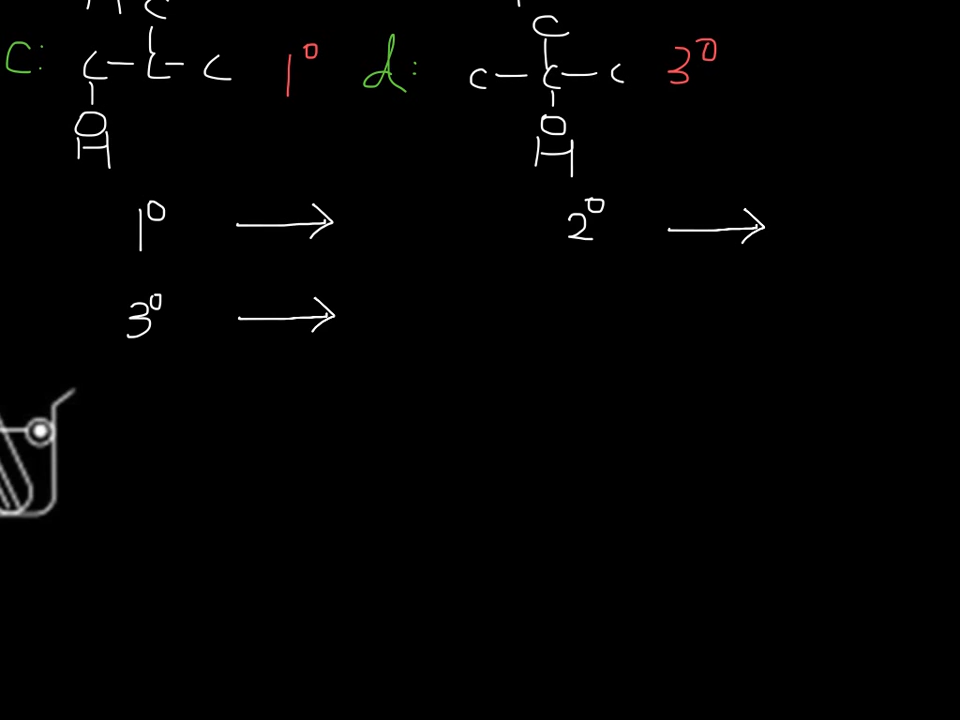 C
C: C–C–C 1° d: C–C–C 3°
OH OH
1° → 2° →
3° →